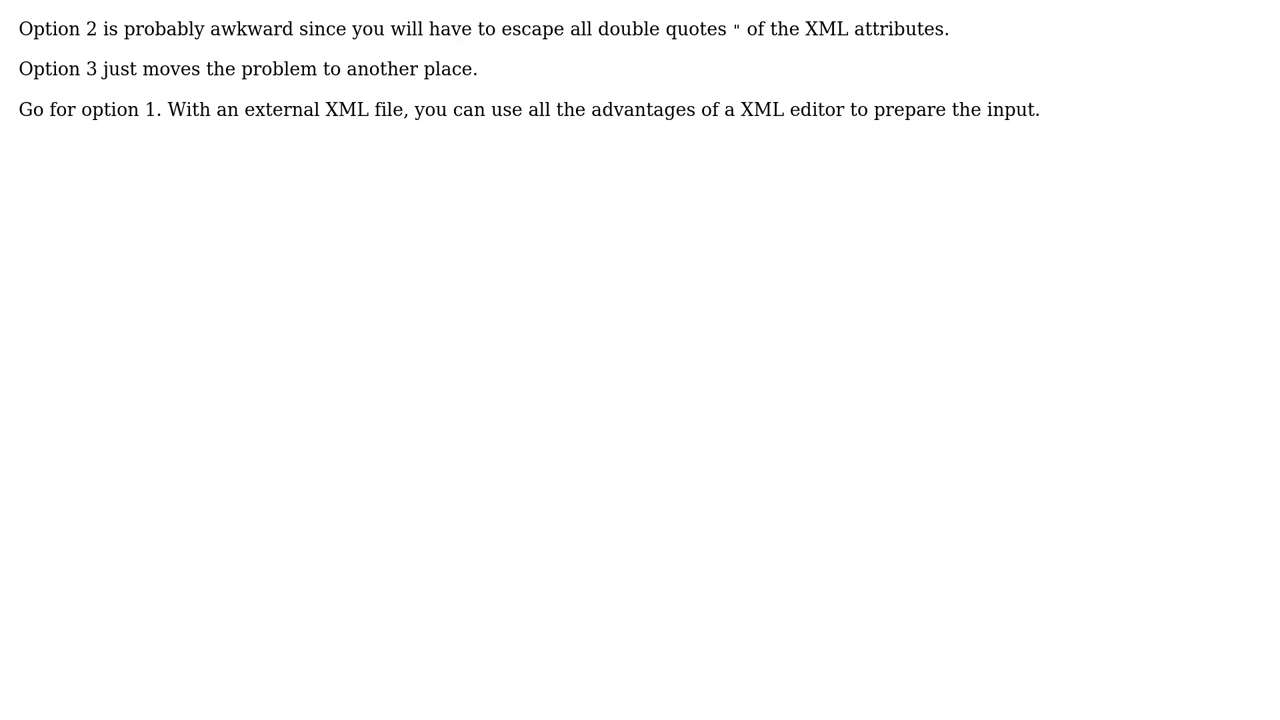 Option 2 is probably awkward since you will have to escape all double quotes " of the XML attributes.
Option 3 just moves the problem to another place.
Go for option 1. With an external XML file, you can use all the advantages of a XML editor to prepare the input.